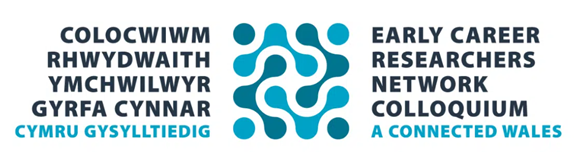 COLOCWIWM
RHWYDWAITH
YMCHWILWYR
GYRFA CYNNAR
CYMRU GYSYLLTIEDIG
EARLY CAREER
RESEARCHERS
NETWORK
COLLOQUIUM
A CONNECTED WALES